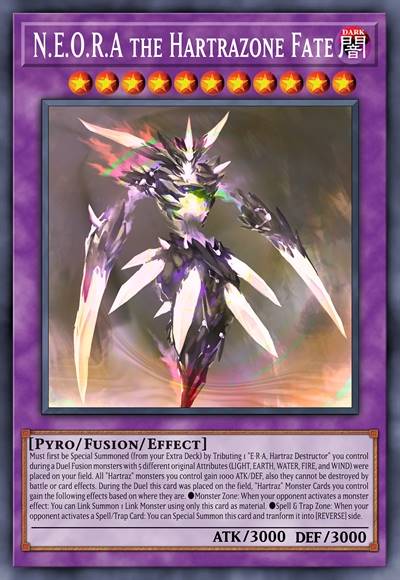 N.E.O.R.A the Hartrazone Fate
DARK
闇
[Pyro/Fusion/Effect]
Must first be Special Summoned (from your Extra Deck) by Tributing 1 "E·R·A, Hartraz Destructor" you control
during a Duel Fusion monsters with 5 different original Attributes (LIGHT, EARTH, WATER, FIRE, and WIND) were
placed on your field. All "Hartraz" monsters you control gain 1000 ATK/DEF, also they cannot be destroyed by
battle or card effects. During the Duel this card was placed on the field, "Hartraz" Monster Cards you control
gain the following effects based on where they are. ●Monster Zone: When your opponent activates a monster
effect: You can Link Summon 1 Link Monster using only this card as material. ●Spell & Trap Zone: When your
opponent activates a Spell/Trap Card: You can Special Summon this card and tranform it into [REVERSE] side.
ATK/3000 DEF/3000